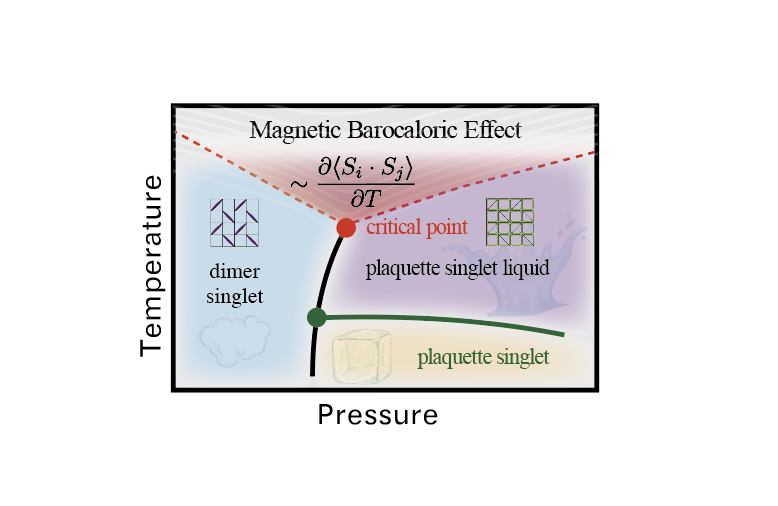 Magnetic Barocaloric Effect
∼ ∂⟨S_i · S_j⟩ / ∂T
critical point
dimer
singlet
plaquette singlet liquid
plaquette singlet
Temperature
Pressure